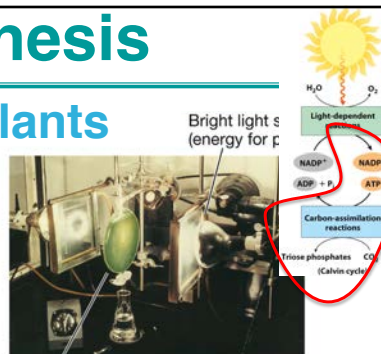 nesis
lants
Bright light s
(energy for p
H₂O
O₂
Light-dependent
reactions
NADP⁺
NADP
ADP + Pᵢ
ATP
Carbon-assimilation
reactions
Triose phosphates
CO
(Calvin cycle)